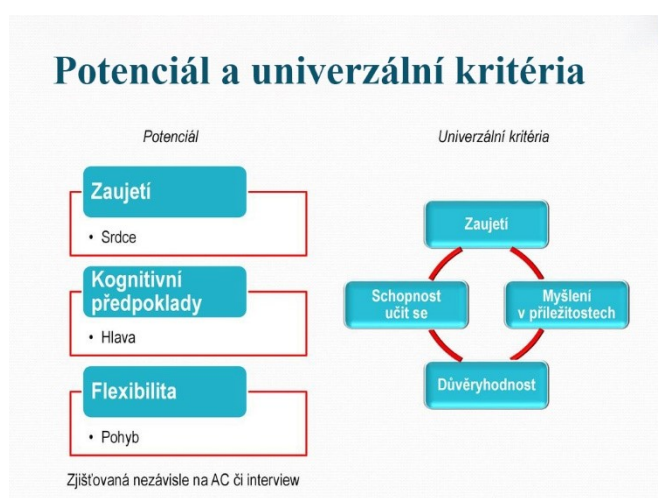 Potenciál a univerzální kritéria
Potenciál
Zaujetí
• Srdce
Kognitivní
předpoklady
• Hlava
Flexibilita
• Pohyb
Zjišťovaná nezávisle na AC či interview
Univerzální kritéria
Zaujetí
Schopnost
učit se
Myšlení
v příležitostech
Důvěryhodnost